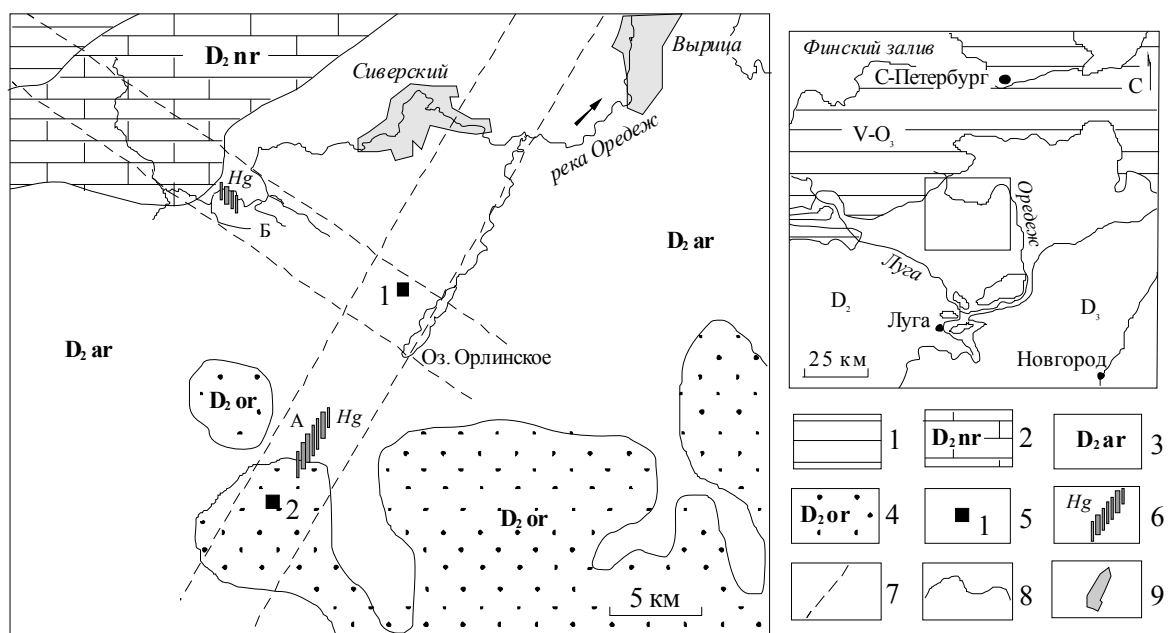 D₂ nr
Вырица
Сиверский
река Оредеж
Hg
Б
D₂ ar
1
D₂ ar
Оз. Орлинское
D₂ or
А
Hg
2
D₂ or
5 км
Финский залив
С-Петербург
С
V-O₃
Оредеж
Луга
D₂
Луга
D₃
Новгород
25 км
1
D₂ nr
2
D₂ ar
3
D₂ or
4
1
5
Hg
6
7
8
9